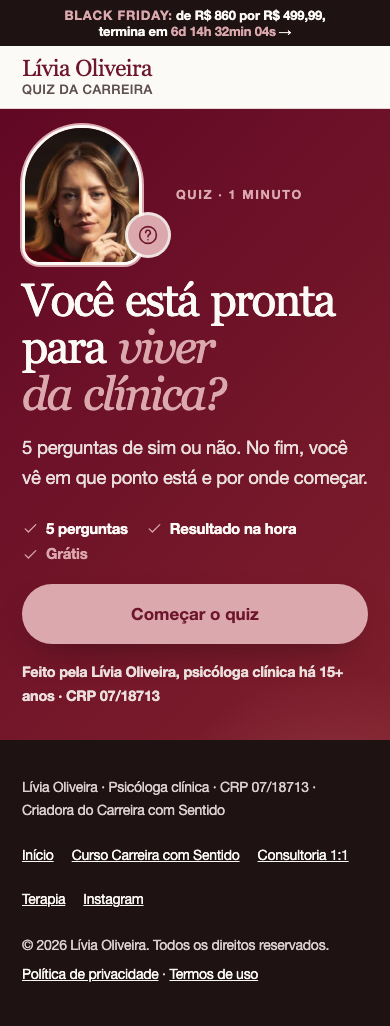 BLACK FRIDAY: de R$ 860 por R$ 499,99,
termina em 6d 14h 32min 04s →
Lívia Oliveira
QUIZ DA CARREIRA
QUIZ · 1 MINUTO
Você está pronta
para viver
da clínica?
5 perguntas de sim ou não. No fim, você
vê em que ponto está e por onde começar.
5 perguntas Resultado na hora
Grátis
Começar o quiz
Feito pela Lívia Oliveira, psicóloga clínica há 15+
anos · CRP 07/18713
Lívia Oliveira · Psicóloga clínica · CRP 07/18713 ·
Criadora do Carreira com Sentido
Início Curso Carreira com Sentido Consultoria 1:1
Terapia Instagram
© 2026 Lívia Oliveira. Todos os direitos reservados.
Política de privacidade · Termos de uso